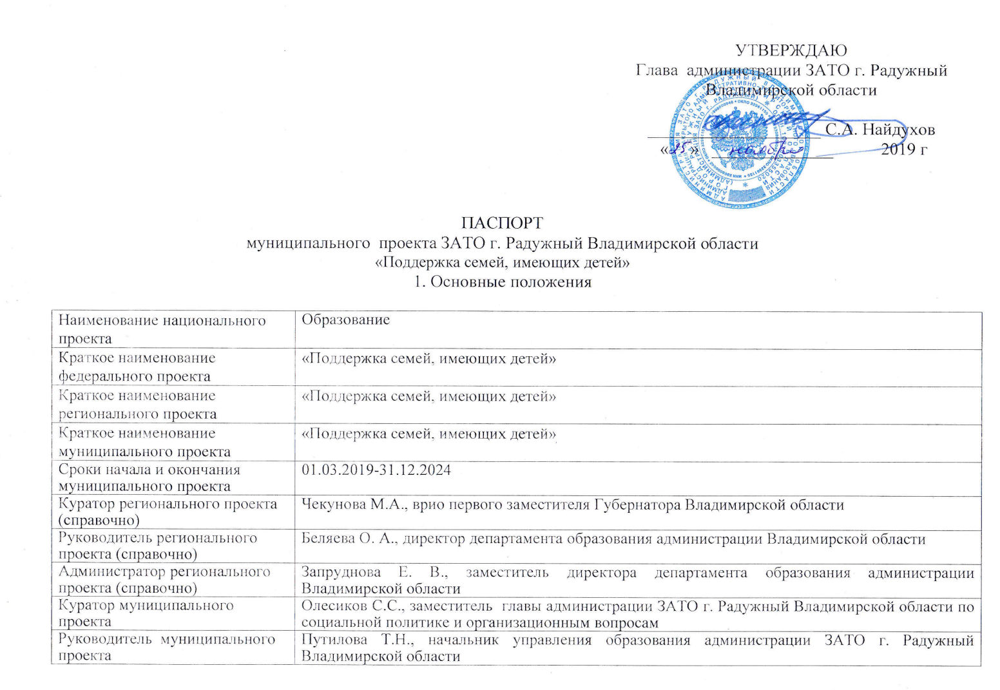 УТВЕРЖДАЮ
Глава администрации ЗАТО г. Радужный
Владимирской области
С.А. Найдухов
«25» ноября 2019 г
ПАСПОРТ
муниципального проекта ЗАТО г. Радужный Владимирской области
«Поддержка семей, имеющих детей»
1. Основные положения
Наименование национального
проекта
Образование
Краткое наименование
федерального проекта
«Поддержка семей, имеющих детей»
Краткое наименование
регионального проекта
«Поддержка семей, имеющих детей»
Краткое наименование
муниципального проекта
«Поддержка семей, имеющих детей»
Сроки начала и окончания
муниципального проекта
01.03.2019-31.12.2024
Куратор регионального проекта
(справочно)
Чекунова М.А., врио первого заместителя Губернатора Владимирской области
Руководитель регионального
проекта (справочно)
Беляева О. А., директор департамента образования администрации Владимирской области
Администратор регионального
проекта (справочно)
Запруднова Е. В., заместитель директора департамента образования администрации
Владимирской области
Куратор муниципального
проекта
Олесиков С.С., заместитель главы администрации ЗАТО г. Радужный Владимирской области по
социальной политике и организационным вопросам
Руководитель муниципального
проекта
Путилова Т.Н., начальник управления образования администрации ЗАТО г. Радужный
Владимирской области